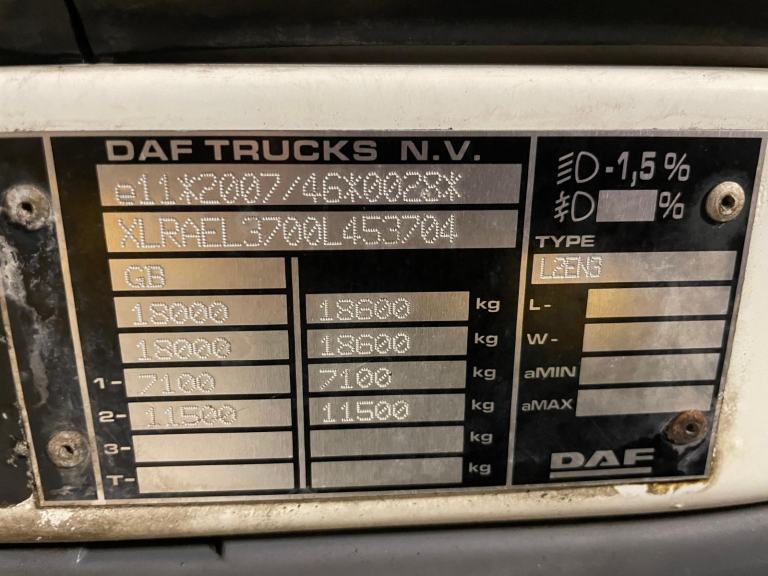 DAF TRUCKS N.V.
e11*2007/46*0028*
XLRAEL3700L453704
GB
18000 18600 kg
18000 18600 kg
1- 7100 7100 kg
2- 11500 11500 kg
3- kg
T- kg
-1,5%
%
TYPE
L2EN3
L-
W-
aMIN
aMAX
DAF